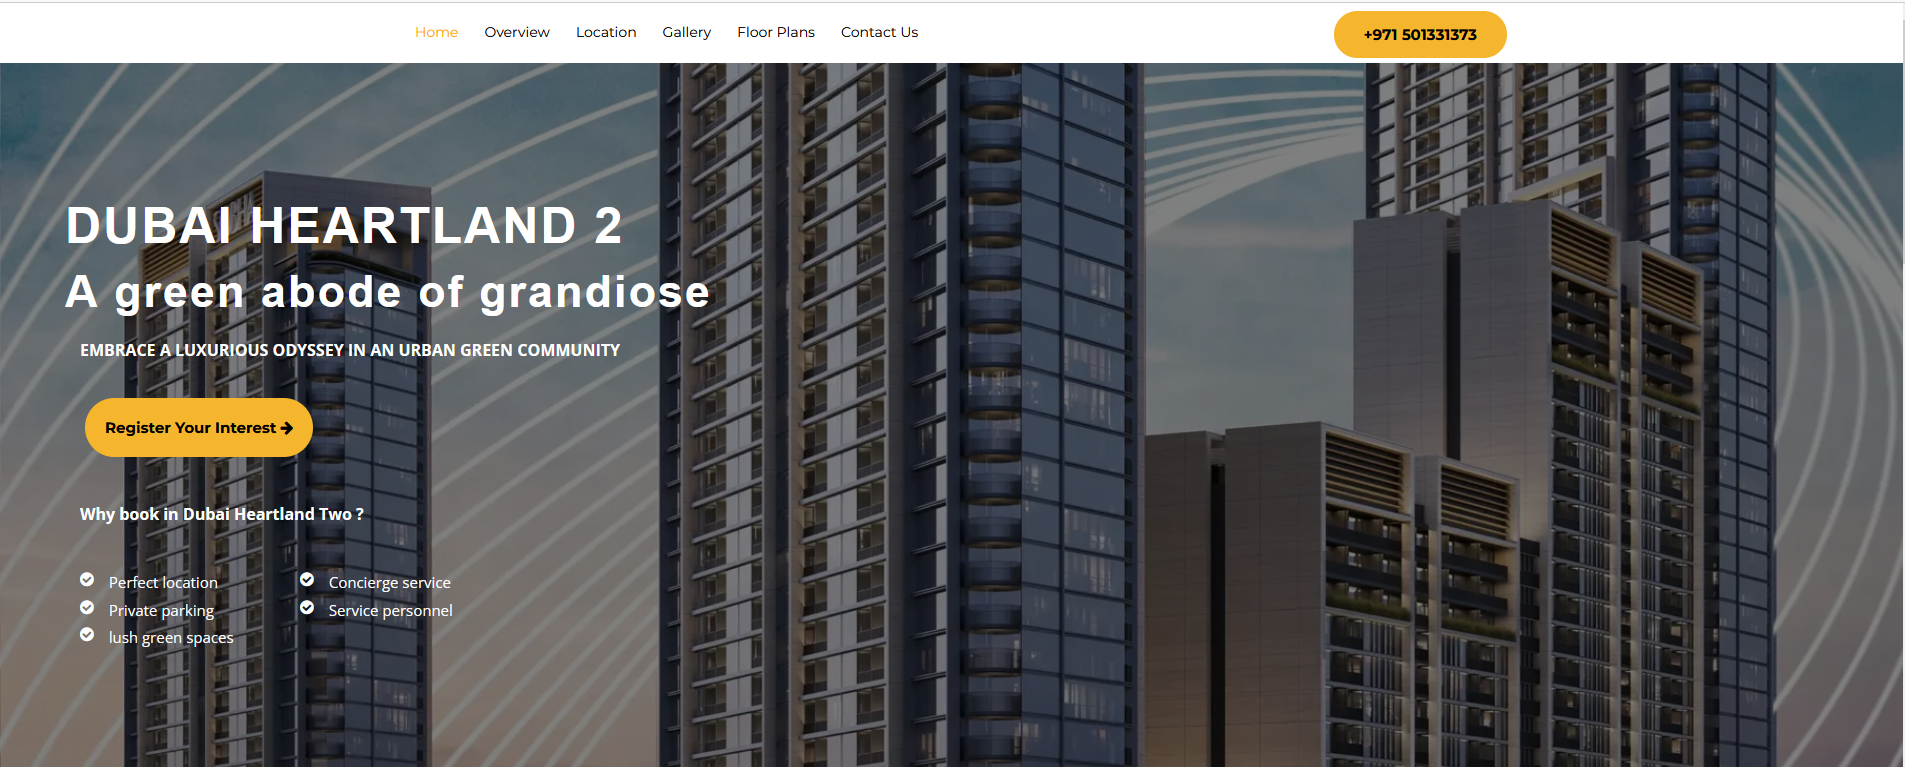 Home Overview Location Gallery Floor Plans Contact Us +971 501331373
DUBAI HEARTLAND 2
A green abode of grandiose
EMBRACE A LUXURIOUS ODYSSEY IN AN URBAN GREEN COMMUNITY
Register Your Interest
Why book in Dubai Heartland Two ?
Perfect location
Private parking
lush green spaces
Concierge service
Service personnel